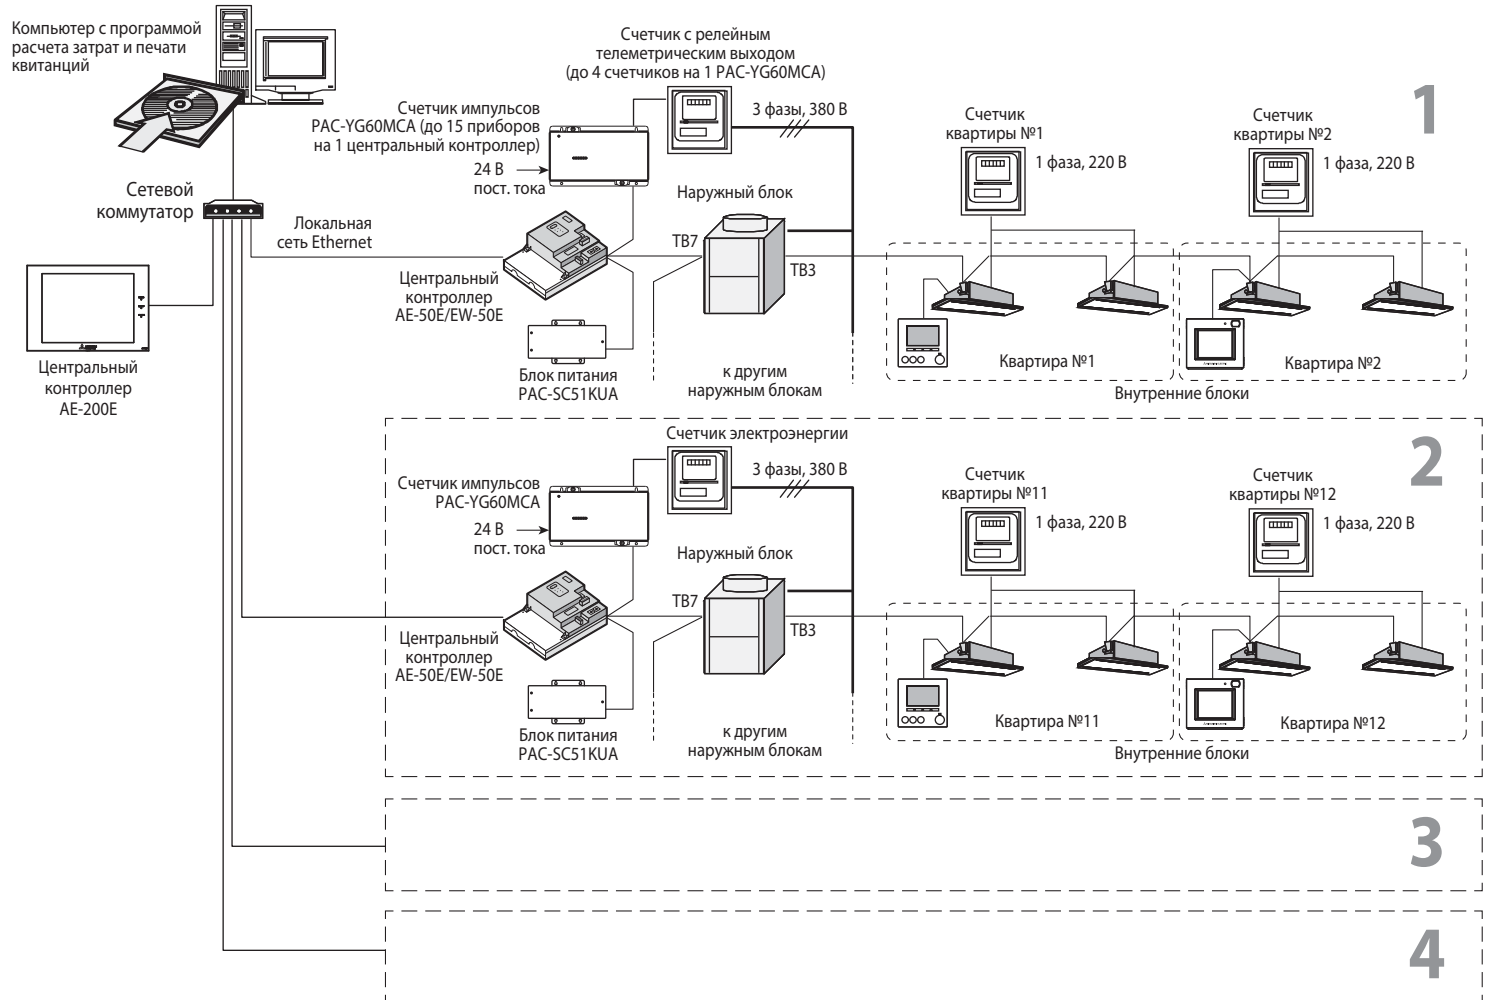 Компьютер с программой
расчета затрат и печати
квитанций
Счетчик с релейным
телеметрическим выходом
(до 4 счетчиков на 1 PAC-YG60MCA)
Счетчик импульсов
PAC-YG60MCA (до 15 приборов
на 1 центральный контроллер)
24 В
пост. тока
3 фазы, 380 В
Счетчик
квартиры №1
1 фаза, 220 В
Счетчик
квартиры №2
1 фаза, 220 В
1
Сетевой
коммутатор
Локальная
сеть Ethernet
Наружный блок
TB7
TB3
Центральный
контроллер
AE-50E/EW-50E
Блок питания
PAC-SC51KUA
к другим
наружным блокам
Квартира №1
Квартира №2
Внутренние блоки
Центральный
контроллер
AE-200E
Счетчик электроэнергии
3 фазы, 380 В
Счетчик импульсов
PAC-YG60MCA
24 В
пост. тока
Счетчик
квартиры №11
1 фаза, 220 В
Счетчик
квартиры №12
1 фаза, 220 В
2
Наружный блок
TB7
TB3
Центральный
контроллер
AE-50E/EW-50E
Блок питания
PAC-SC51KUA
к другим
наружным блокам
Квартира №11
Квартира №12
Внутренние блоки
3
4